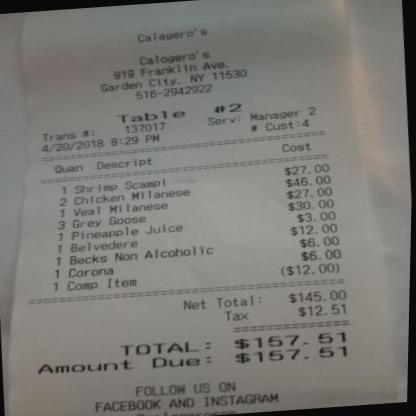 Calagero's
Calogero's
919 Franklin Ave.
Garden City, NY 11530
516-2942922
Table #2
Trans #: 137017 Serv: Manager 2
4/20/2018 8:29 PM # Cust:4
Quan Descript Cost
1 Shrimp Scampi $27.00
2 Chicken Milanese $46.00
1 Veal Milanese $27.00
3 Grey Goose $30.00
1 Pineapple Juice $3.00
1 Belvedere $12.00
1 Becks Non Alcoholic $6.00
1 Corona $6.00
1 Comp Item ($12.00)
Net Total: $145.00
Tax $12.51
TOTAL: $157.51
Amount Due: $157.51
FOLLOW US ON
FACEBOOK AND INSTAGRAM